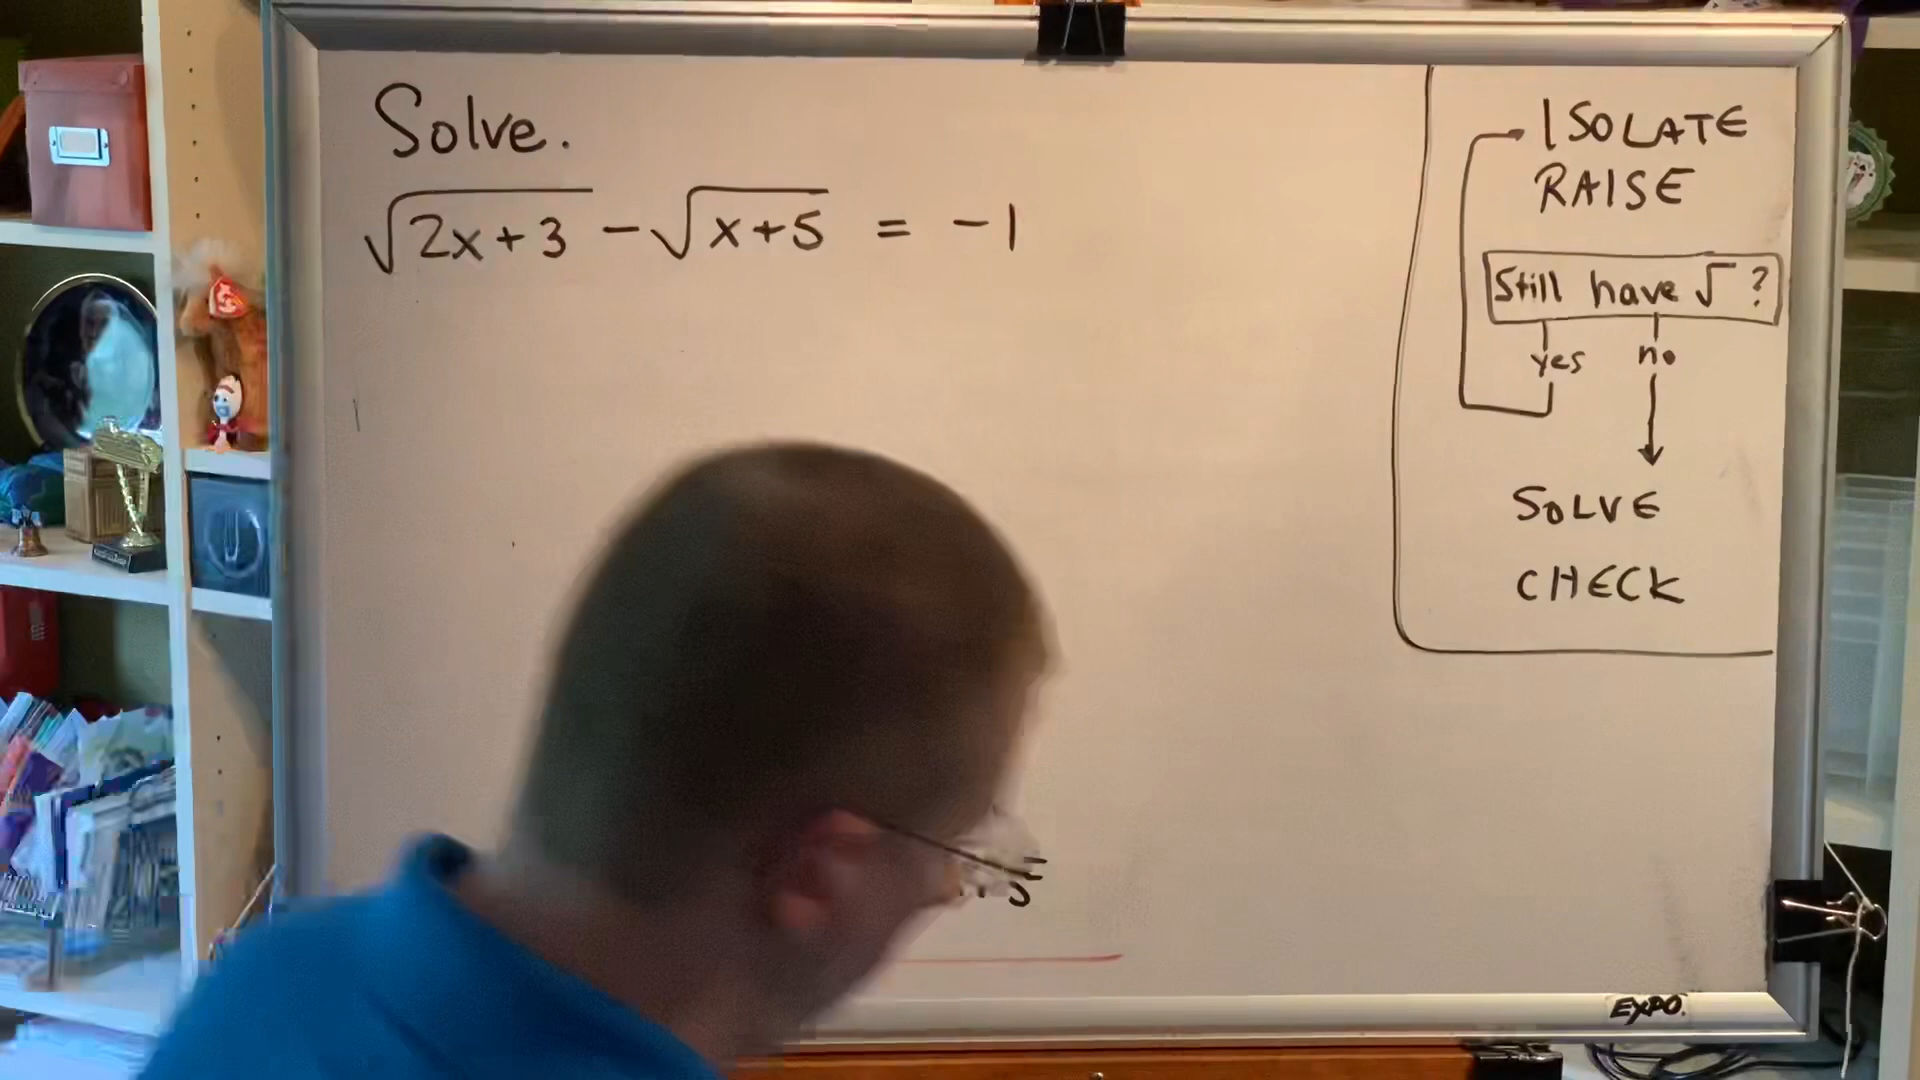 Solve.
√2x+3 - √x+5 = -1
ISOLATE
RAISE
Still have √ ?
yes no
SOLVE
CHECK
EXPO.